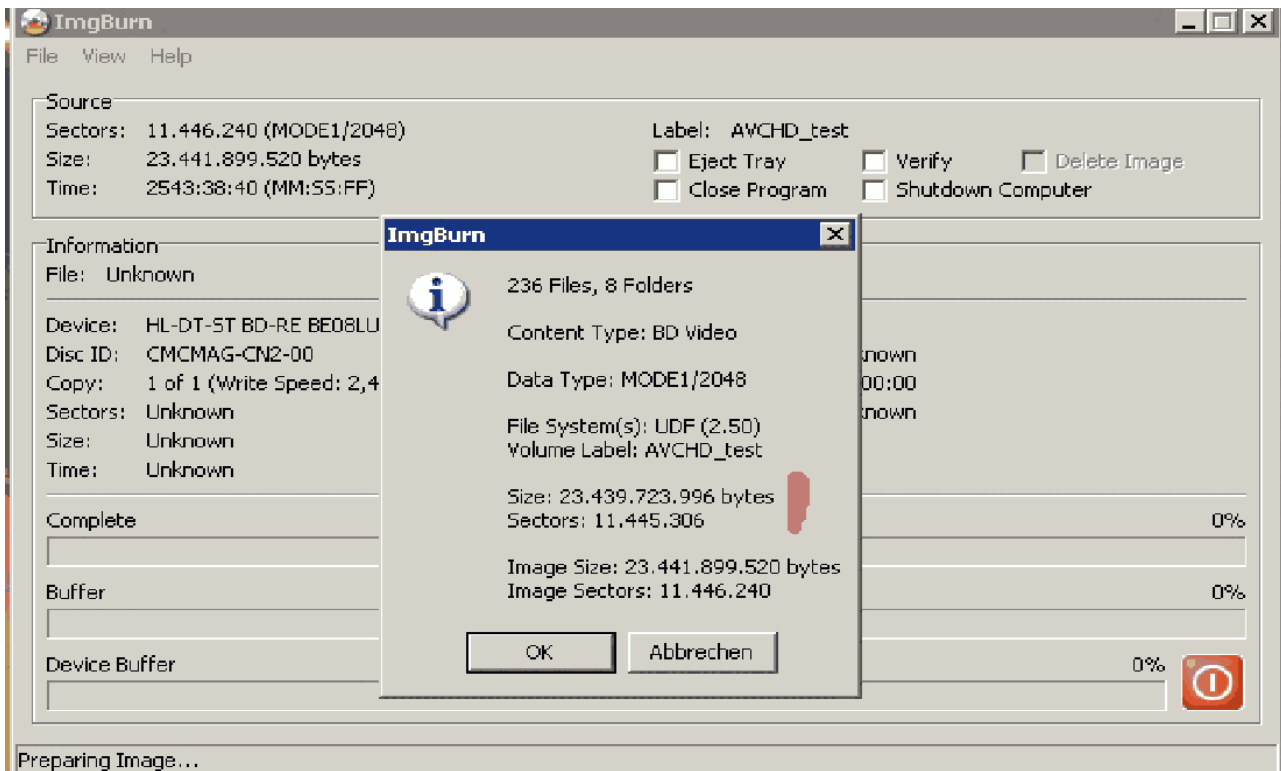 ImgBurn
File View Help
Source
Sectors: 11.446.240 (MODE1/2048)
Size: 23.441.899.520 bytes
Time: 2543:38:40 (MM:SS:FF)
Label: AVCHD_test
Eject Tray
Verify
Delete Image
Close Program
Shutdown Computer
Information
File: Unknown
Device: HL-DT-ST BD-RE BE08LU
Disc ID: CMCMAG-CN2-00
Copy: 1 of 1 (Write Speed: 2,4
Sectors: Unknown
Size: Unknown
Time: Unknown
nown
00:00
nown
ImgBurn
236 Files, 8 Folders
Content Type: BD Video
Data Type: MODE1/2048
File System(s): UDF (2.50)
Volume Label: AVCHD_test
Size: 23.439.723.996 bytes
Sectors: 11.445.306
Image Size: 23.441.899.520 bytes
Image Sectors: 11.446.240
OK
Abbrechen
Complete
0%
Buffer
0%
Device Buffer
0%
Preparing Image...